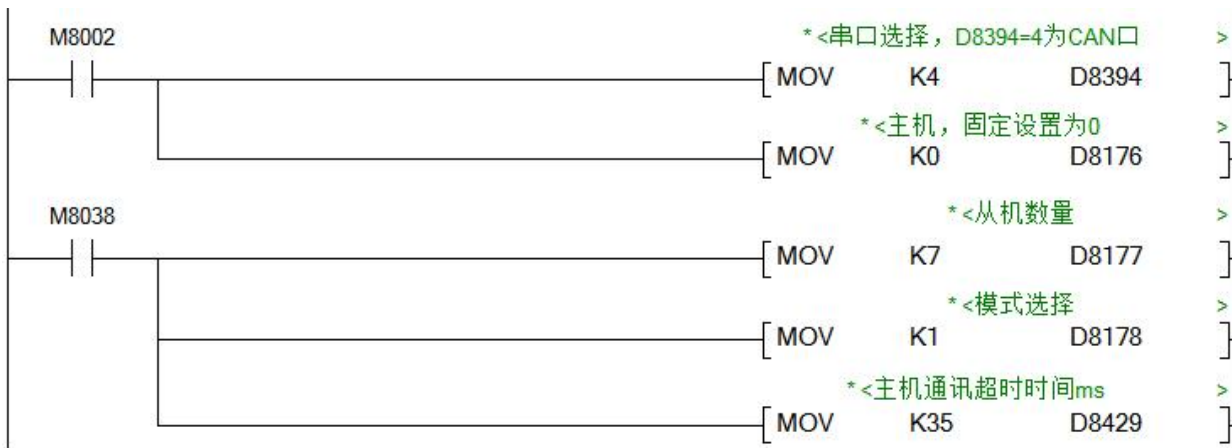 M8002
*<串口选择，D8394=4为CAN口 >
[MOV K4 D8394 ]
*<主机，固定设置为0 >
[MOV K0 D8176 ]
M8038
*<从机数量 >
[MOV K7 D8177 ]
*<模式选择 >
[MOV K1 D8178 ]
*<主机通讯超时时间ms >
[MOV K35 D8429 ]